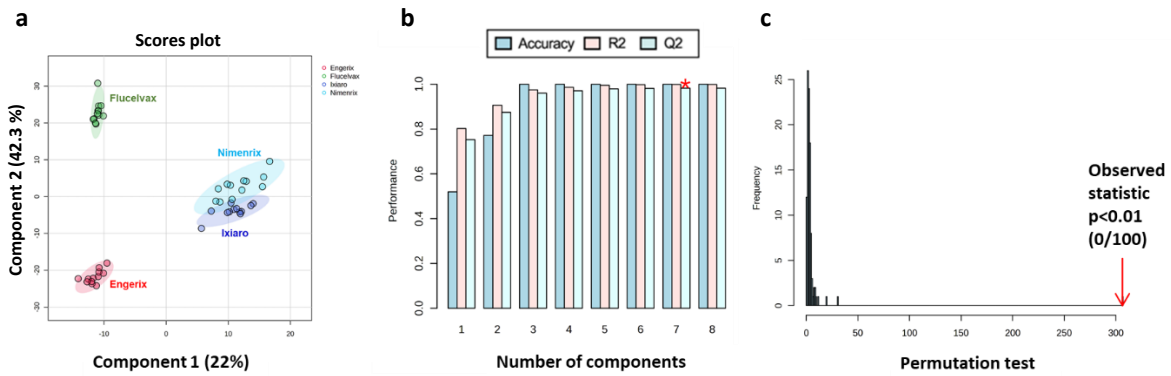 a
Scores plot
Engerix
Flucelvax
Ixiaro
Nimenrix
Flucelvax
Nimenrix
Ixiaro
Engerix
30
20
10
0
-10
-20
-30
Component 2 (42.3 %)
-10
0
10
20
Component 1 (22%)
b
Accuracy R2 Q2
1.0
0.8
0.6
0.4
0.2
0.0
Performance
*
1 2 3 4 5 6 7 8
Number of components
c
25
20
15
10
5
0
Frequency
Observed
statistic
p<0.01
(0/100)
0 50 100 150 200 250 300
Permutation test